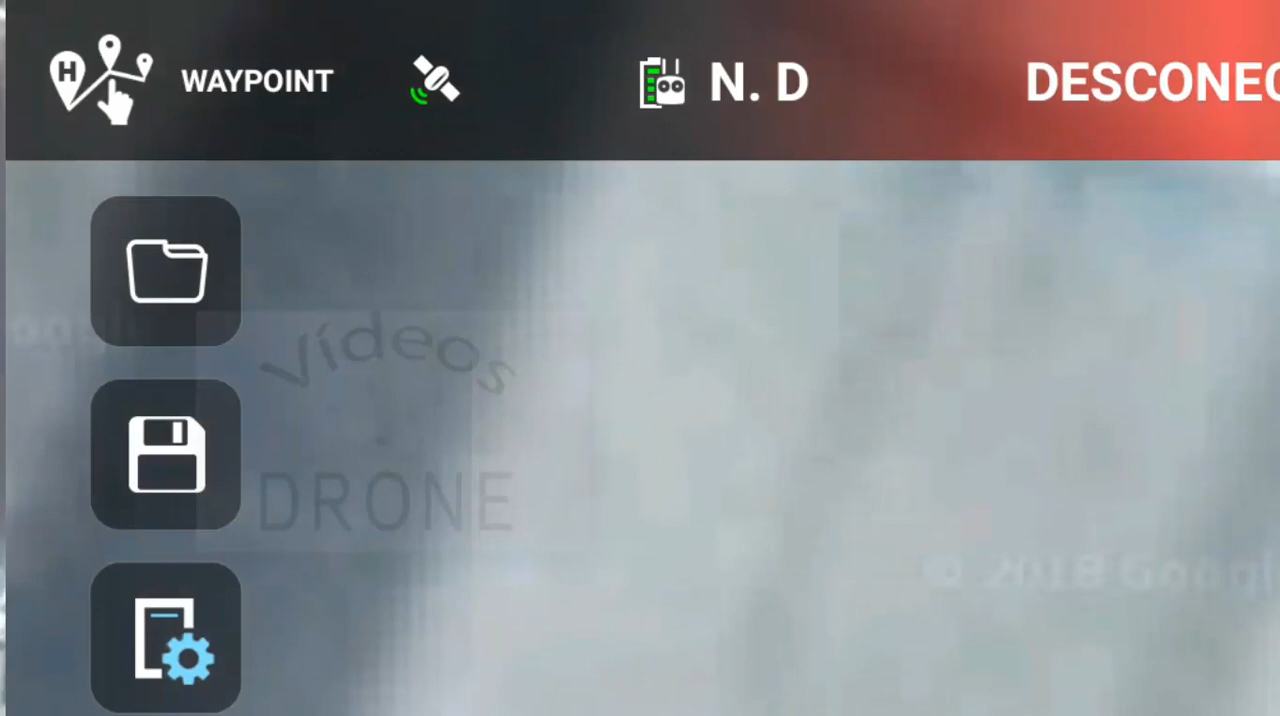 H
WAYPOINT
N. D
DESCONEC
Vídeos
DRONE
© 2018 Googl